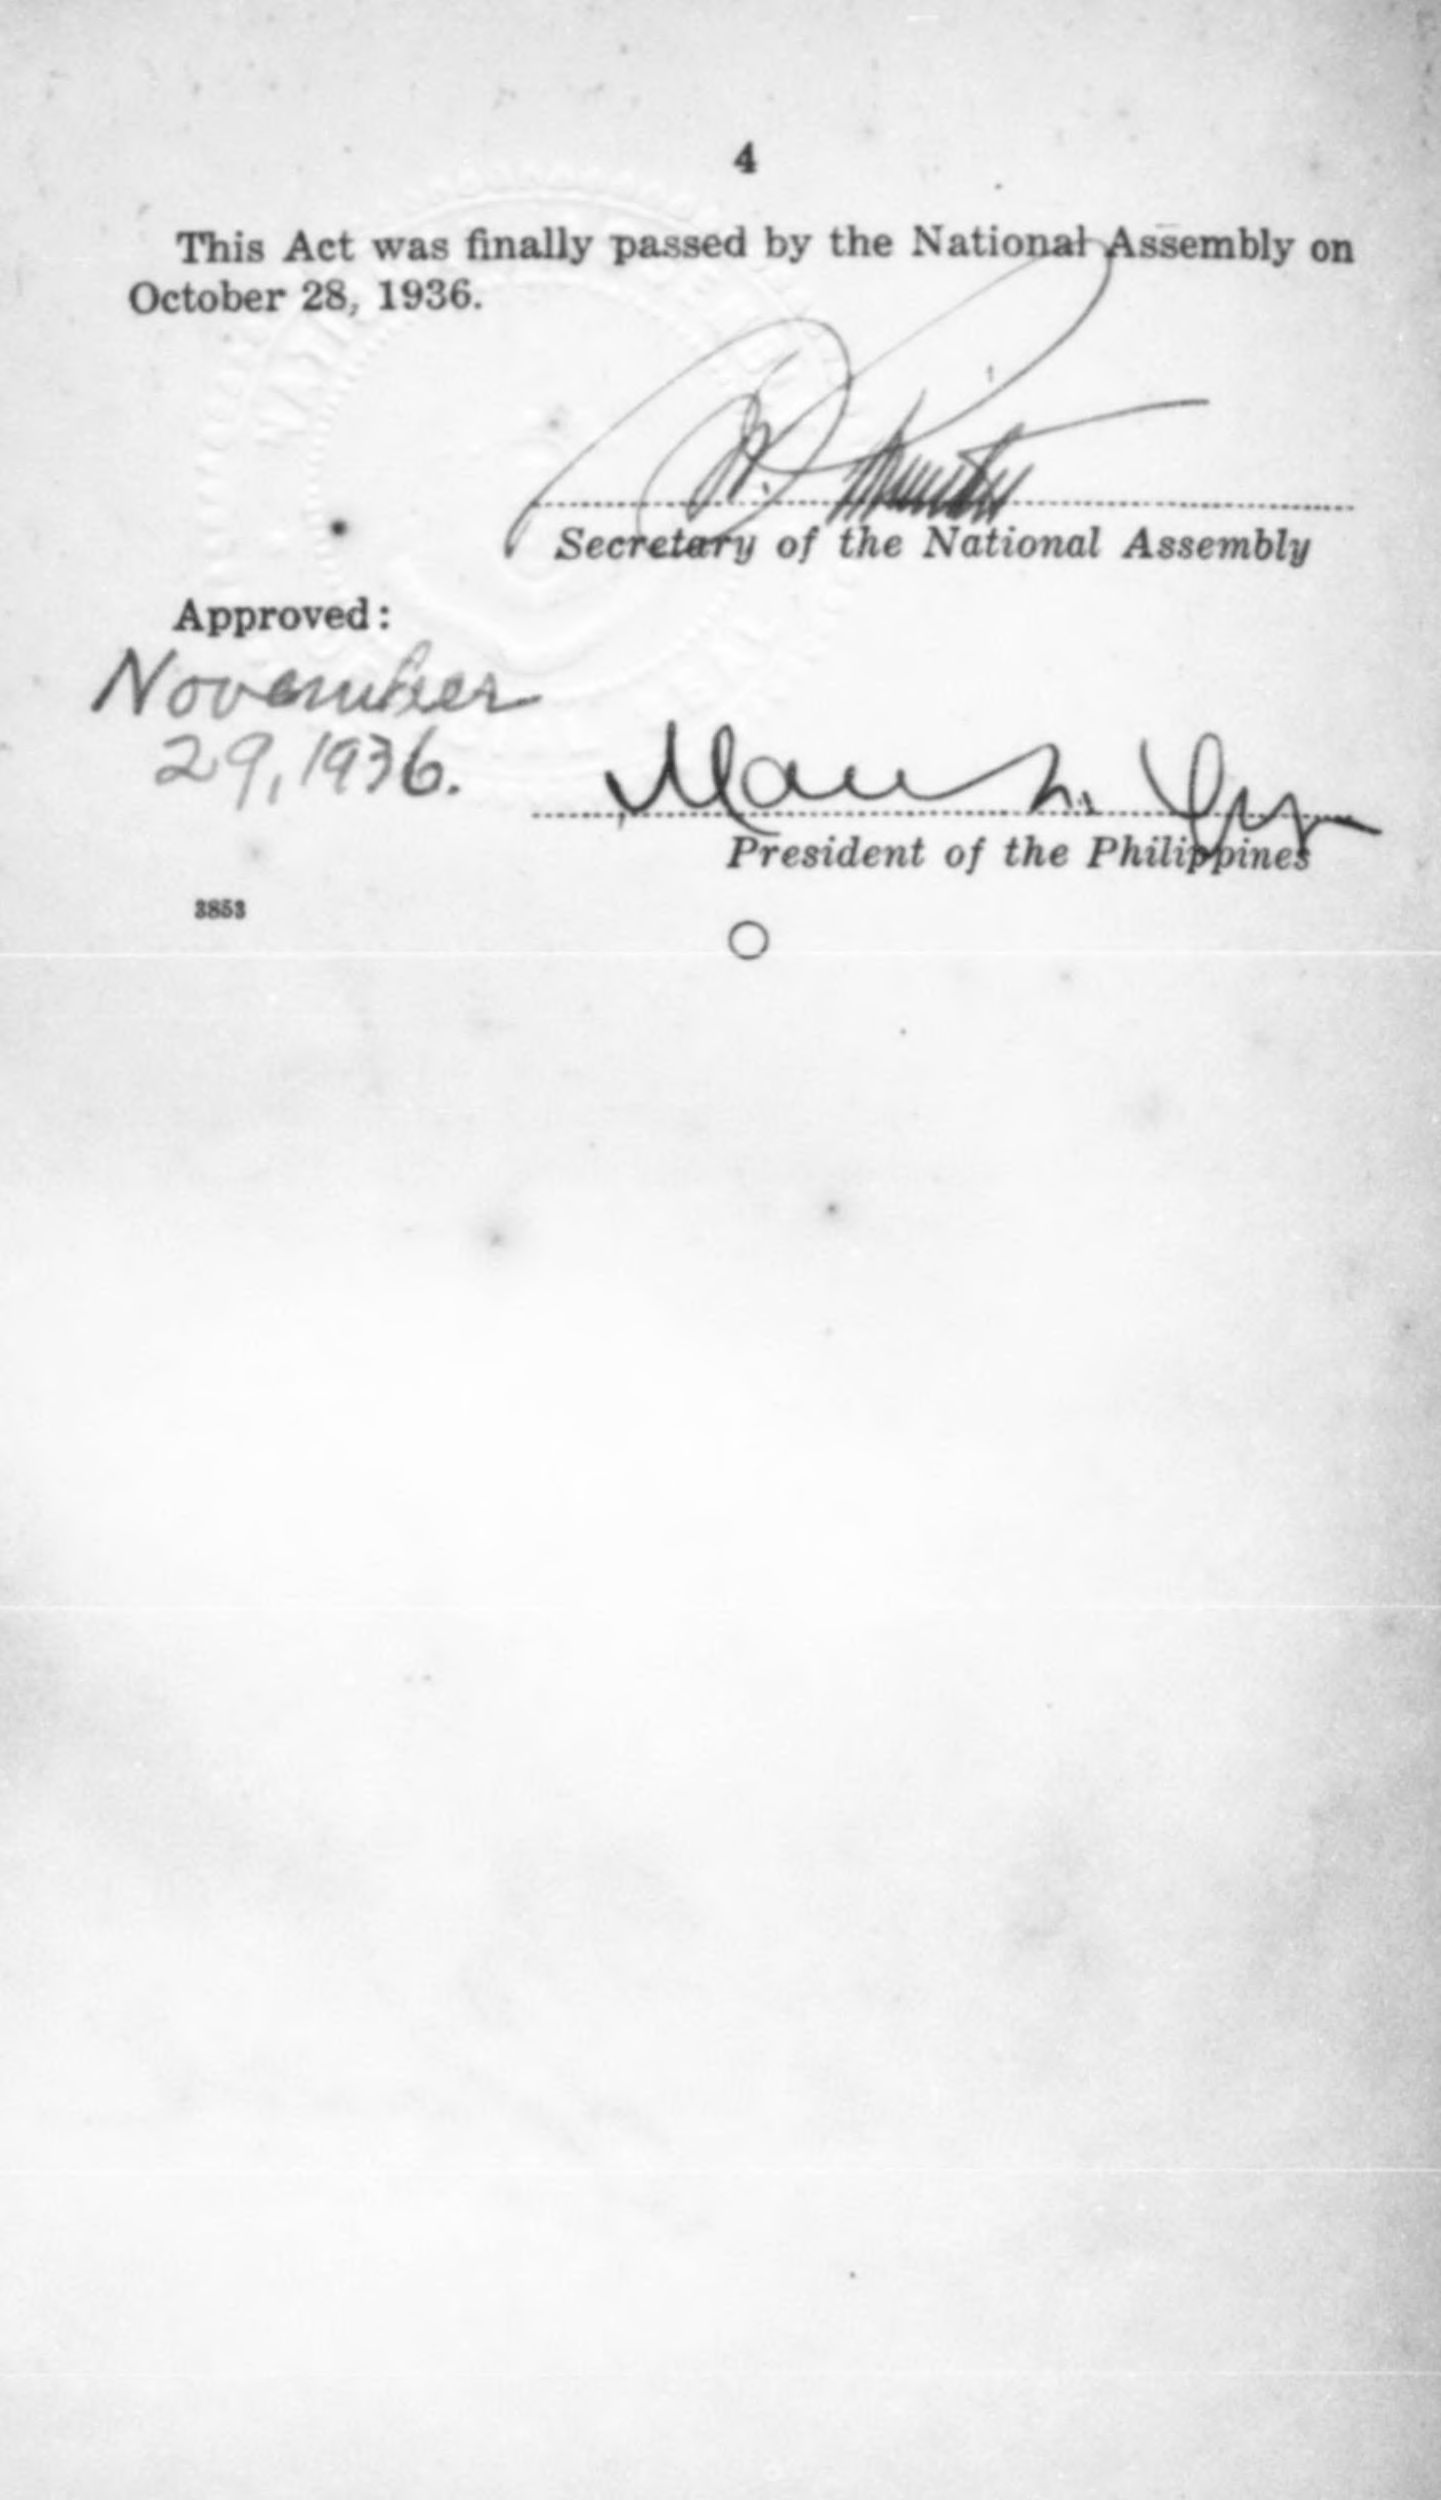 4
This Act was finally passed by the National Assembly on
October 28, 1936.
Secretary of the National Assembly
Approved:
November
29, 1936.
President of the Philippines
3853